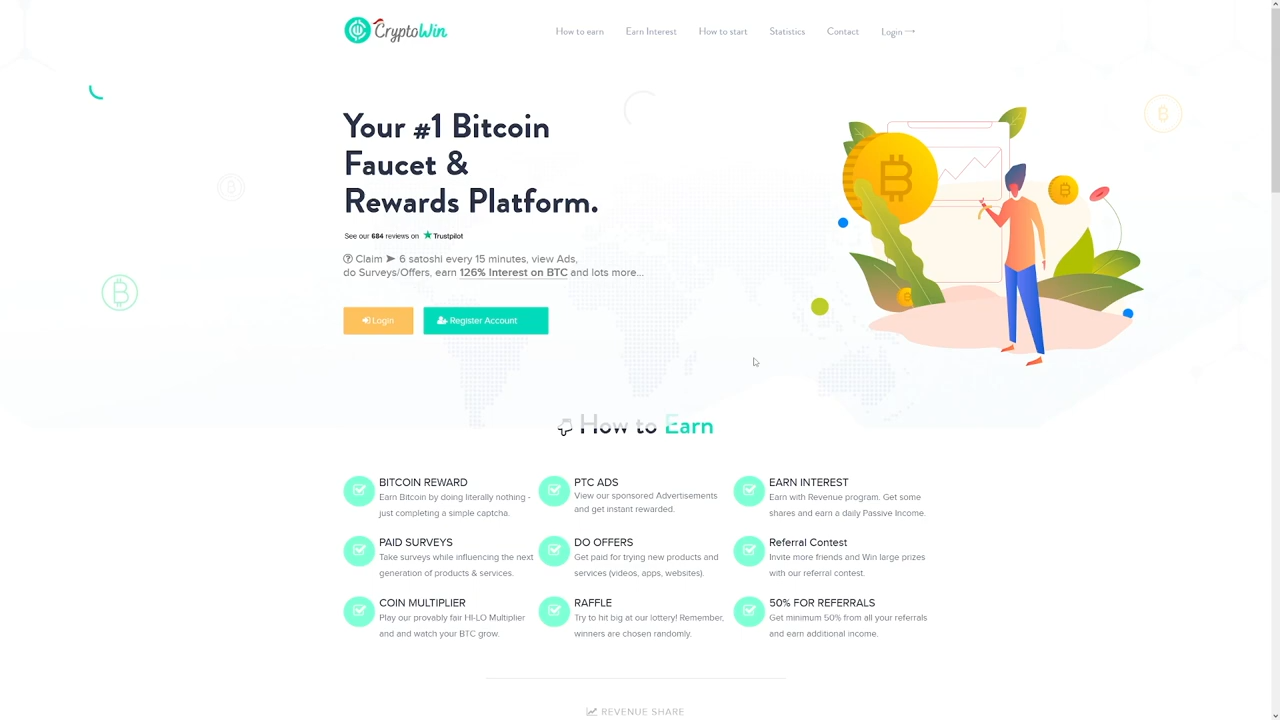 CryptoWin
How to earn
Earn Interest
How to start
Statistics
Contact
Login
Your #1 Bitcoin
Faucet &
Rewards Platform.
See our 684 reviews on Trustpilot
Claim ➤ 6 satoshi every 15 minutes, view Ads,
do Surveys/Offers, earn 126% Interest on BTC and lots more...
Login
Register Account
How to Earn
BITCOIN REWARD
Earn Bitcoin by doing literally nothing -
just completing a simple captcha.
PTC ADS
View our sponsored Advertisements
and get instant rewarded.
EARN INTEREST
Earn with Revenue program. Get some
shares and earn a daily Passive Income.
PAID SURVEYS
Take surveys while influencing the next
generation of products & services.
DO OFFERS
Get paid for trying new products and
services (videos, apps, websites).
Referral Contest
Invite more friends and Win large prizes
with our referral contest.
COIN MULTIPLIER
Play our provably fair HI-LO Multiplier
and and watch your BTC grow.
RAFFLE
Try to hit big at our lottery! Remember,
winners are chosen randomly.
50% FOR REFERRALS
Get minimum 50% from all your referrals
and earn additional income.
REVENUE SHARE